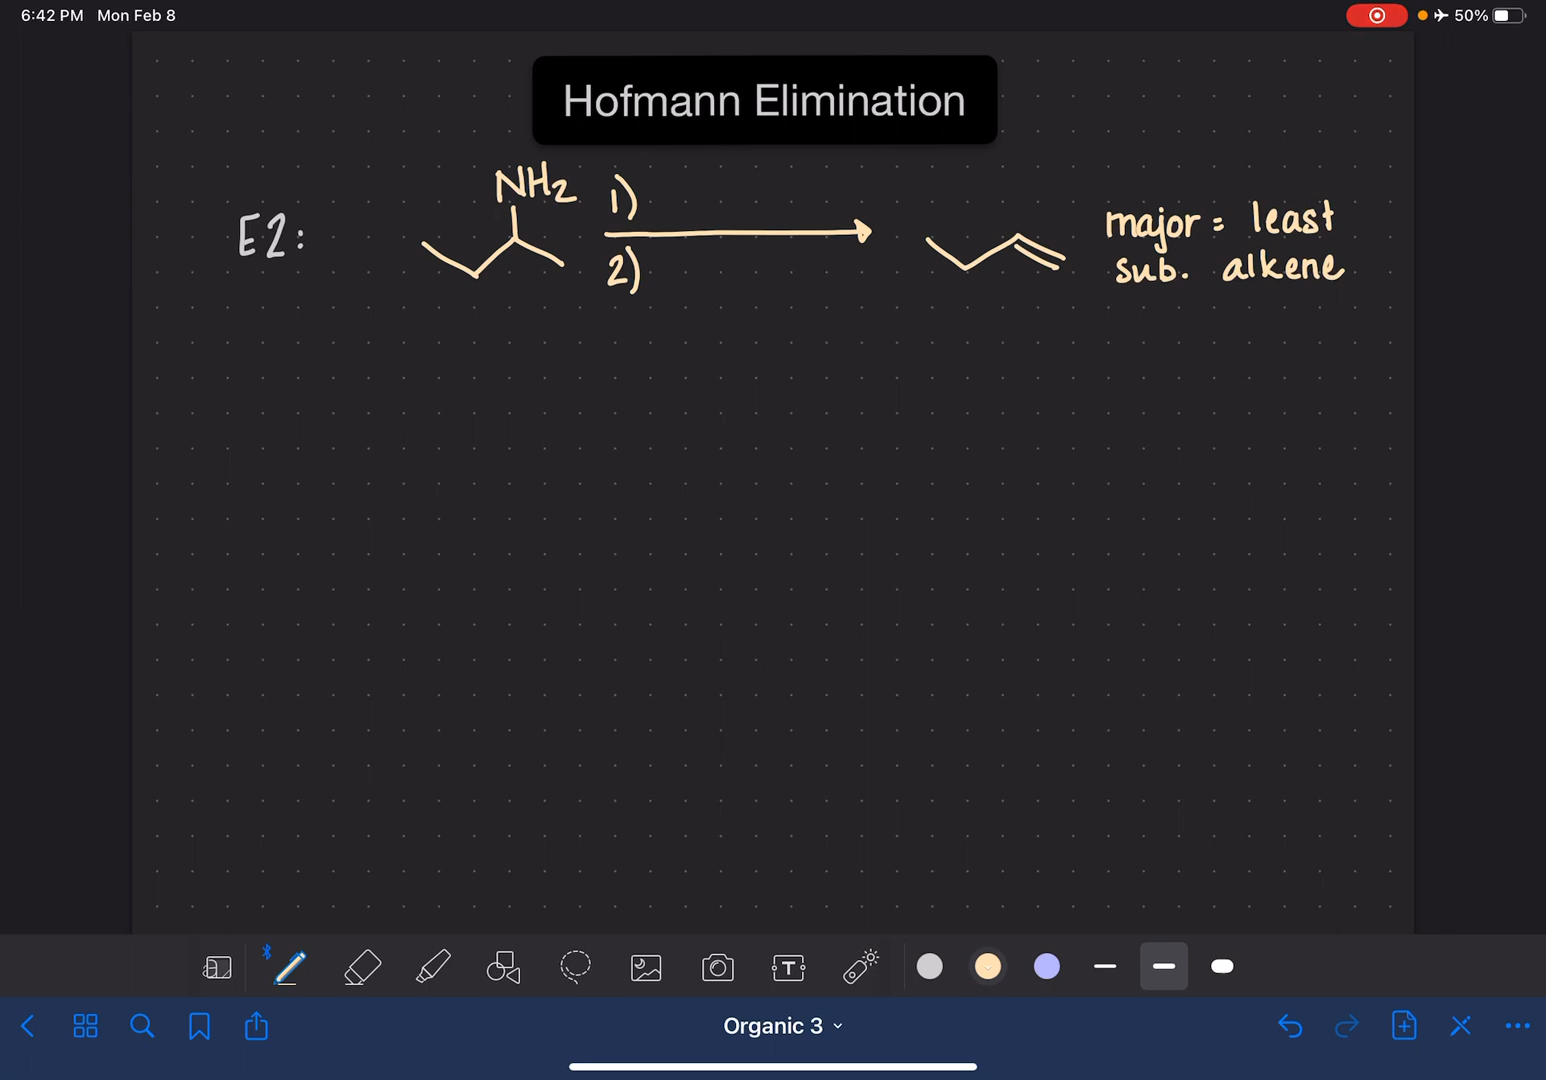 6:42 PM Mon Feb 8
50%
Hofmann Elimination
E2:
NH2
1)
2)
major = least
sub. alkene
T
Organic 3